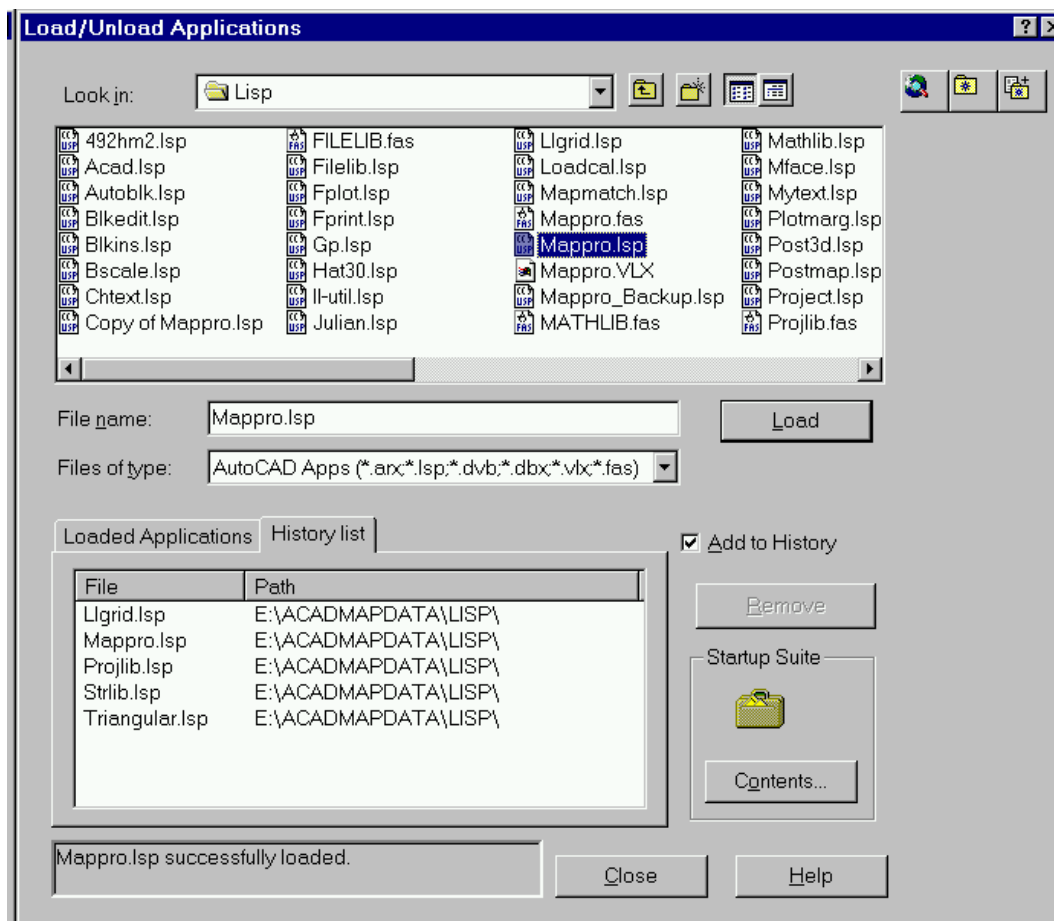 Load/Unload Applications
Look in: Lisp
492hm2.lsp FILELIB.fas Llgrid.lsp Mathlib.lsp
Acad.lsp Filelib.lsp Loadcal.lsp Mface.lsp
Autoblk.lsp Fplot.lsp Mapmatch.lsp Mytext.lsp
Blkedit.lsp Fprint.lsp Mappro.fas Plotmarg.lsp
Blkins.lsp Gp.lsp Mappro.lsp Post3d.lsp
Bscale.lsp Hat30.lsp Mappro.VLX Postmap.lsp
Chtext.lsp ll-util.lsp Mappro_Backup.lsp Project.lsp
Copy of Mappro.lsp Julian.lsp MATHLIB.fas Projlib.fas
File name: Mappro.lsp Load
Files of type: AutoCAD Apps (*.arx;*.lsp;*.dvb;*.dbx;*.vlx;*.fas)
Loaded Applications History list
Add to History
File Path
Llgrid.lsp E:\ACADMAPDATA\LISP\
Mappro.lsp E:\ACADMAPDATA\LISP\
Projlib.lsp E:\ACADMAPDATA\LISP\
Strlib.lsp E:\ACADMAPDATA\LISP\
Triangular.lsp E:\ACADMAPDATA\LISP\
Remove
Startup Suite
Contents...
Mappro.lsp successfully loaded.
Close Help